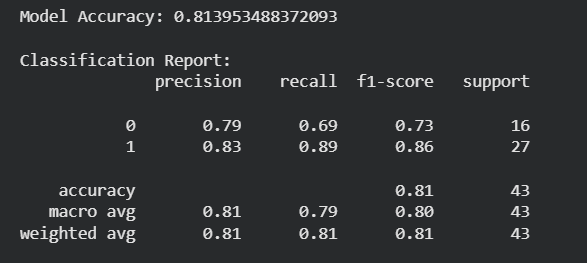 Model Accuracy: 0.813953488372093
Classification Report:
precision recall f1-score support
0 0.79 0.69 0.73 16
1 0.83 0.89 0.86 27
accuracy 0.81 43
macro avg 0.81 0.79 0.80 43
weighted avg 0.81 0.81 0.81 43